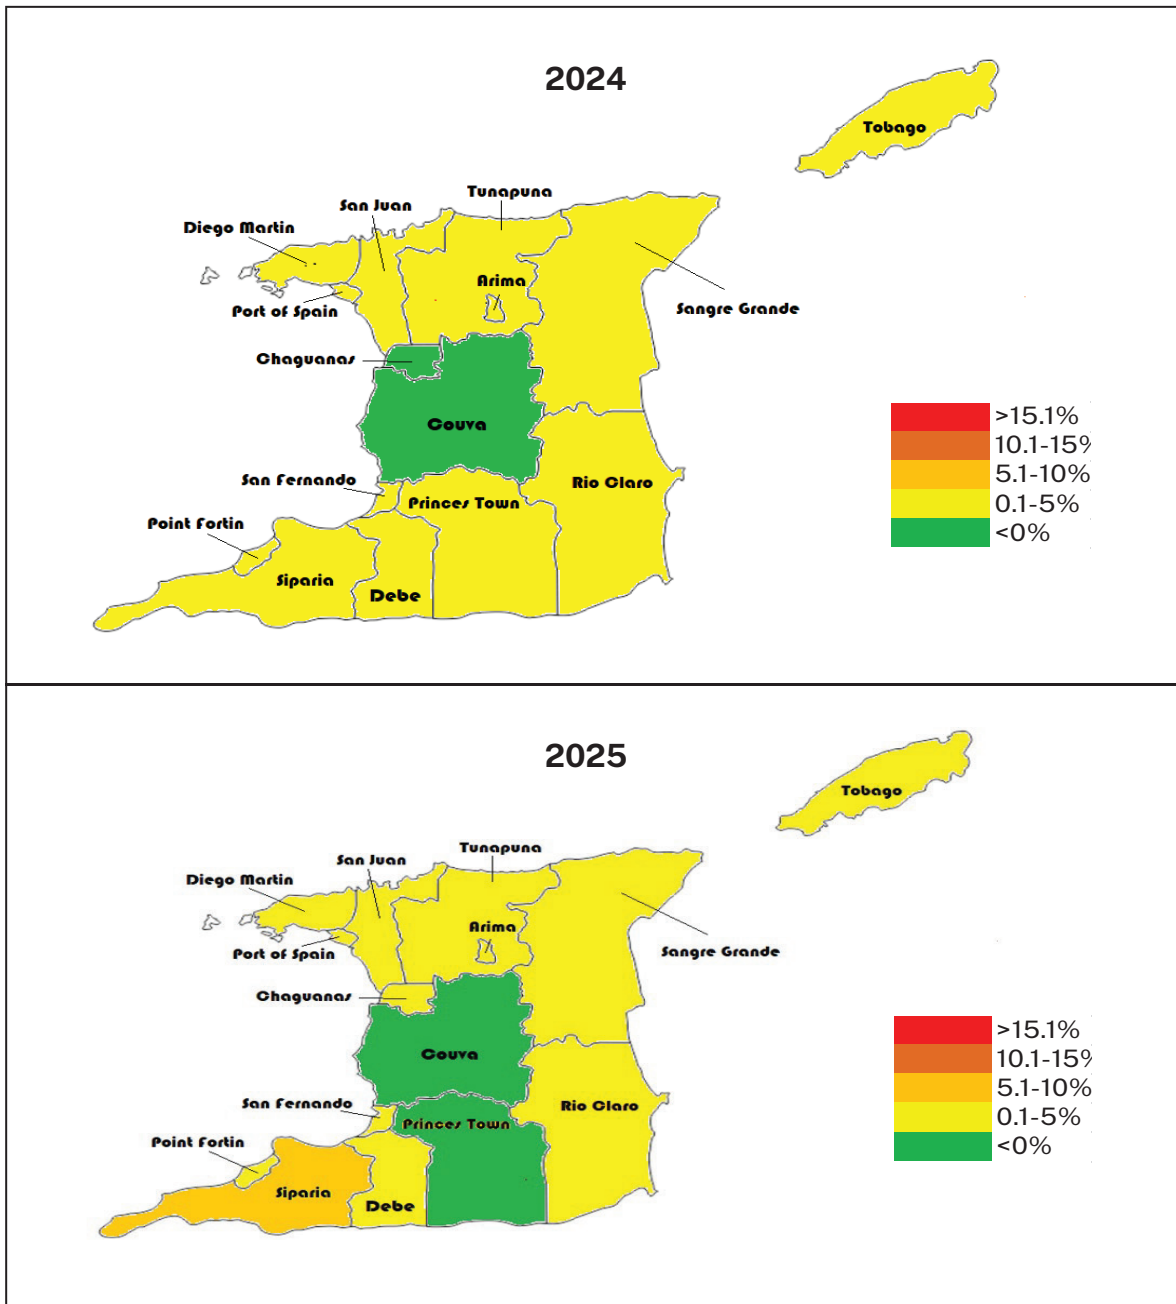 2024
Tobago
Tunapuna
San Juan
Diego Martin
Arima
Port of Spain
Sangre Grande
Chaguanas
Couva
San Fernando
Princes Town
Rio Claro
Point Fortin
Siparia
Debe
>15.1%
10.1-15%
5.1-10%
0.1-5%
<0%
2025
Tobago
Tunapuna
San Juan
Diego Martin
Arima
Port of Spain
Sangre Grande
Chaguanas
Couva
San Fernando
Rio Claro
Princes Town
Point Fortin
Siparia
Debe
>15.1%
10.1-15%
5.1-10%
0.1-5%
<0%